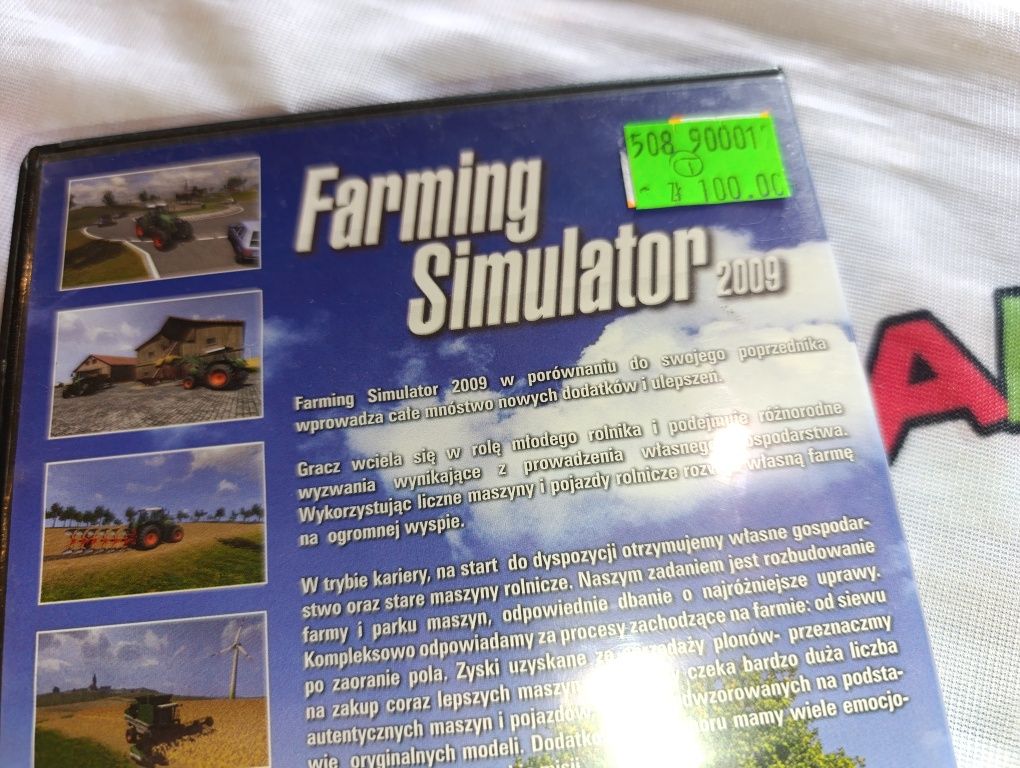 508 90001
zł 100.00
Farming
Simulator 2009
Farming Simulator 2009 w porównaniu do swojego poprzednika
wprowadza całe mnóstwo nowych dodatków i ulepszeń.
Gracz wciela się w rolę młodego rolnika i podejmuje różnorodne
wyzwania wynikające z prowadzenia własnego gospodarstwa.
Wykorzystując liczne maszyny i pojazdy rolnicze własną farmę
na ogromnej wyspie.
W trybie kariery, na start do dyspozycji otrzymujemy własne gospodar-
stwo oraz stare maszyny rolnicze. Naszym zadaniem jest rozbudowanie
farmy i parku maszyn, odpowiednie dbanie o najróżniejsze uprawy.
Kompleksowo odpowiadamy za procesy zachodzące na farmie: od siewu
po zaoranie pola. Zyski uzyskane ze sprzedaży plonów- przeznaczmy
na zakup coraz lepszych maszyn czeka bardzo duża liczba
autentycznych maszyn i pojazdów odwzorowanych na podsta-
wie oryginalnych modeli. mamy wiele emocjo-
A